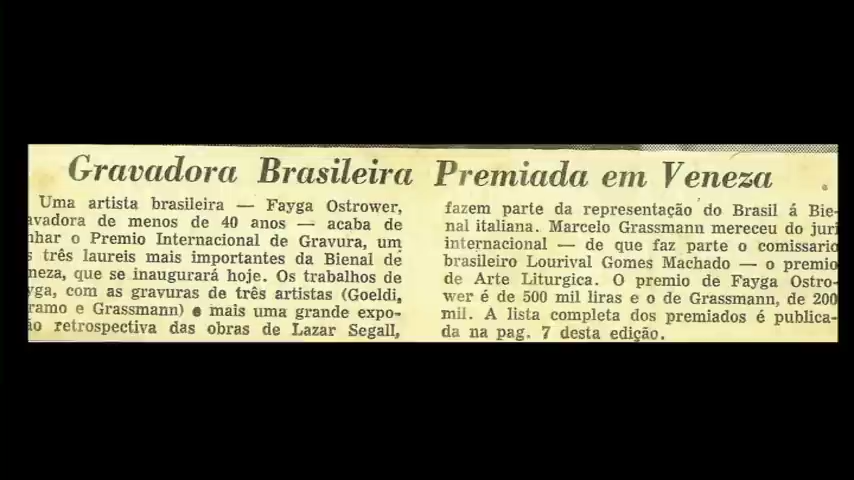 Gravadora Brasileira Premiada em Veneza
Uma artista brasileira — Fayga Ostrower,
avadora de menos de 40 anos — acaba de
nhar o Premio Internacional de Gravura, um
s três laureis mais importantes da Bienal de
neza, que se inaugurará hoje. Os trabalhos de
yga, com as gravuras de três artistas (Goeldi,
ramo e Grassmann) e mais uma grande expo-
ão retrospectiva das obras de Lazar Segall,
fazem parte da representação do Brasil á Bie-
nal italiana. Marcelo Grassmann mereceu do juri
internacional — de que faz parte o comissario
brasileiro Lourival Gomes Machado — o premio
de Arte Liturgica. O premio de Fayga Ostro-
wer é de 500 mil liras e o de Grassmann, de 200
mil. A lista completa dos premiados é publica-
da na pag. 7 desta edição.